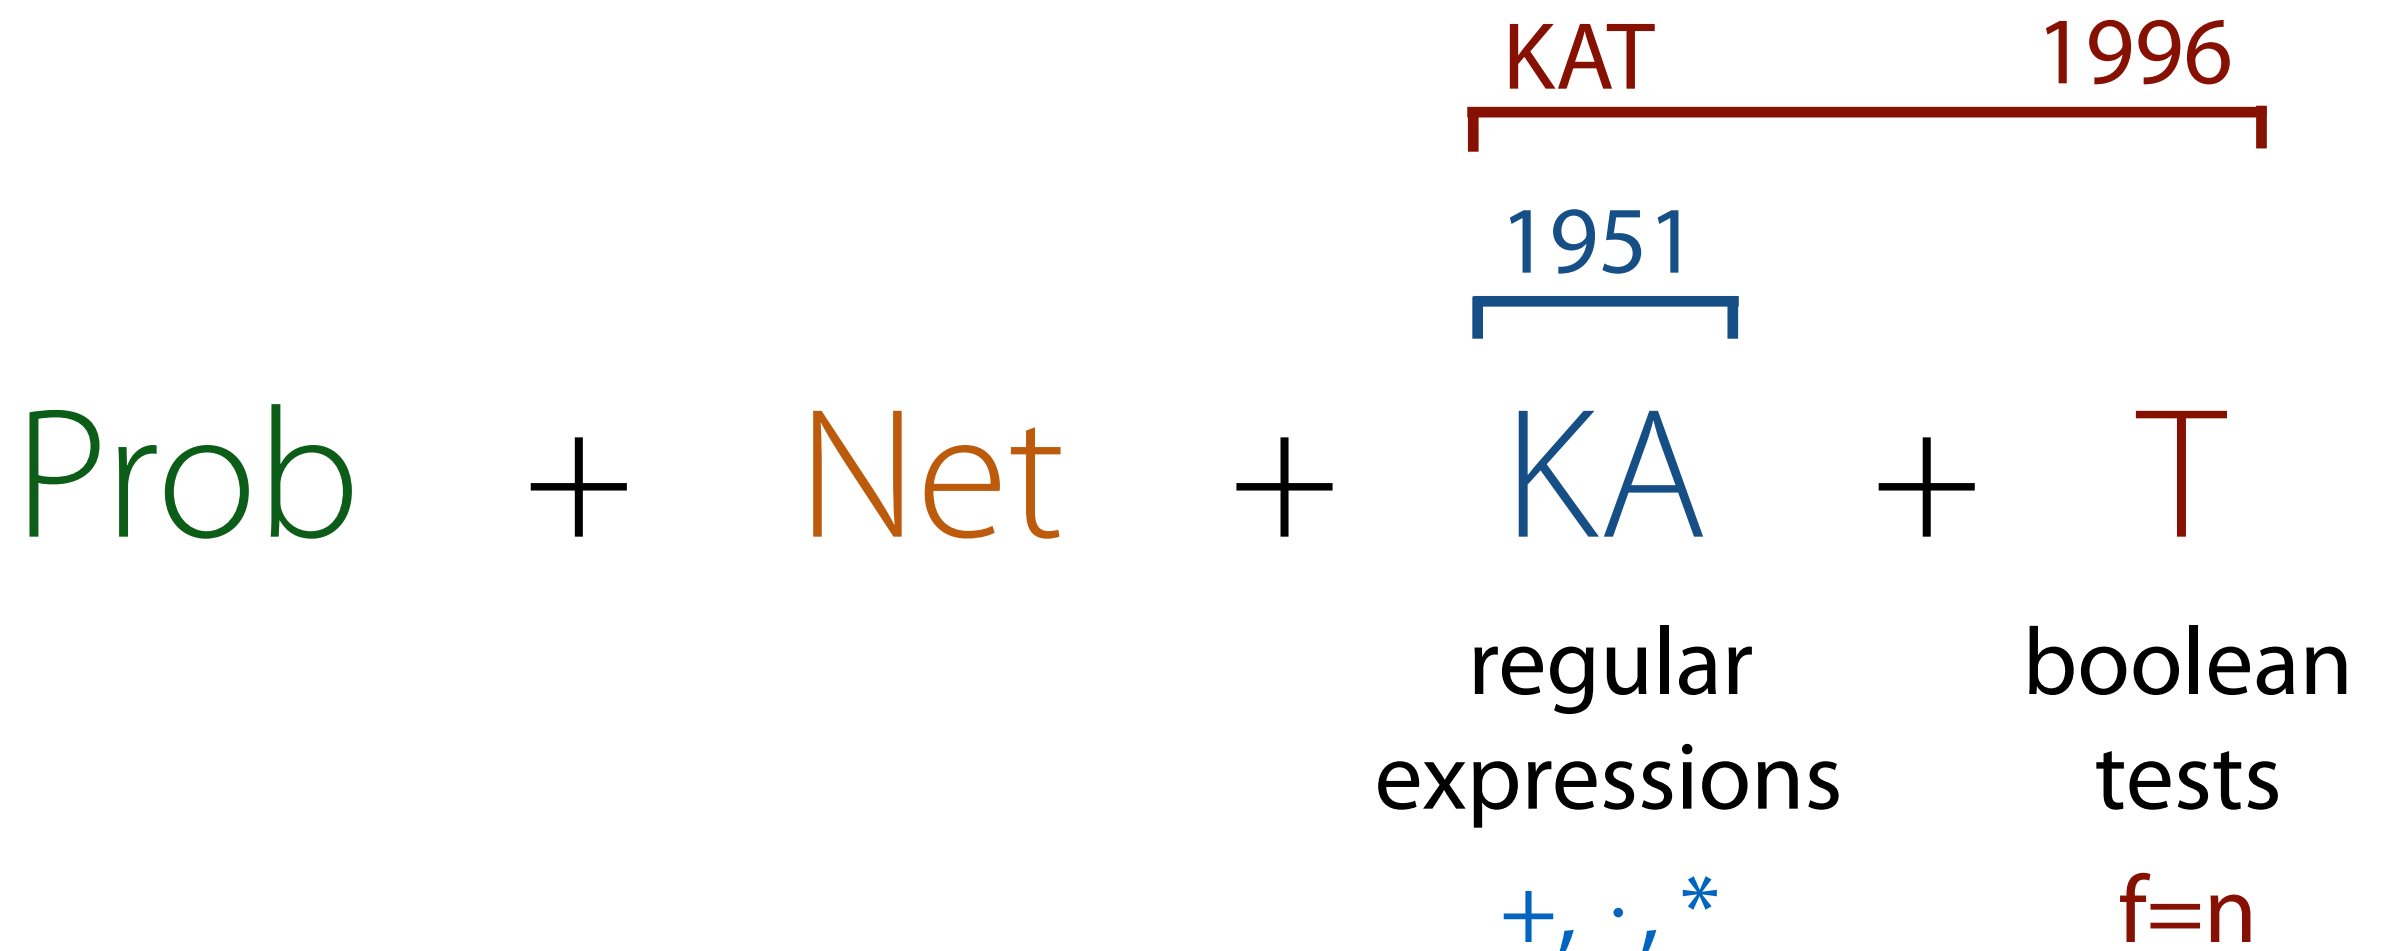 KAT 1996
1951
Prob + Net + KA + T
regular boolean
expressions tests
+, ·, * f=n